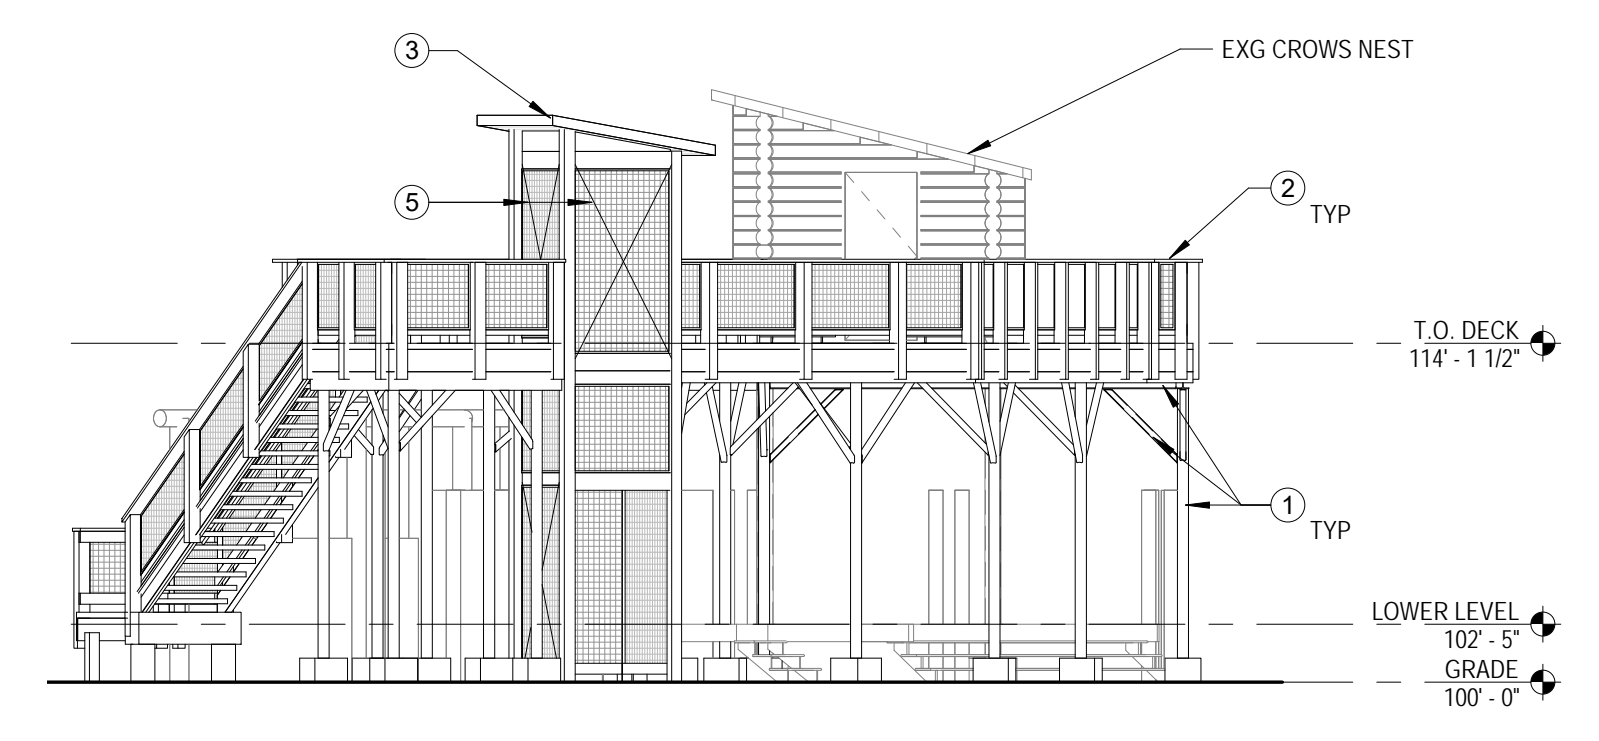 3
EXG CROWS NEST
5
2
TYP
T.O. DECK
114' - 1 1/2"
1
TYP
LOWER LEVEL
102' - 5"
GRADE
100' - 0"